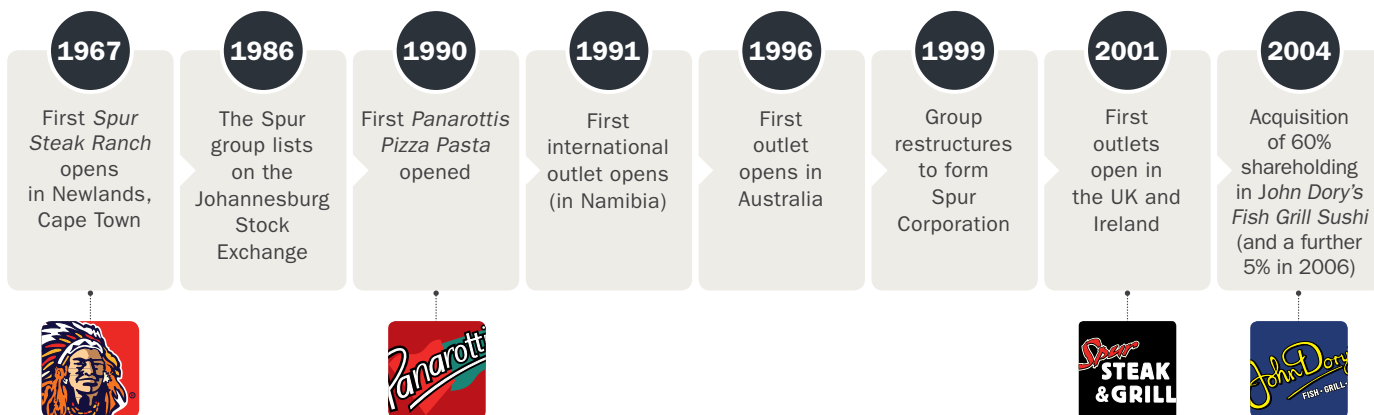 1967
First Spur
Steak Ranch
opens
in Newlands,
Cape Town
1986
The Spur
group lists
on the
Johannesburg
Stock
Exchange
1990
First Panarottis
Pizza Pasta
opened
1991
First
international
outlet opens
(in Namibia)
1996
First
outlet
opens in
Australia
1999
Group
restructures
to form
Spur
Corporation
2001
First
outlets
open in
the UK and
Ireland
2004
Acquisition
of 60%
shareholding
in John Dory's
Fish Grill Sushi
(and a further
5% in 2006)
®
Panarotti
Spur
STEAK
&GRILL
John Dory
FISH • GRILL •